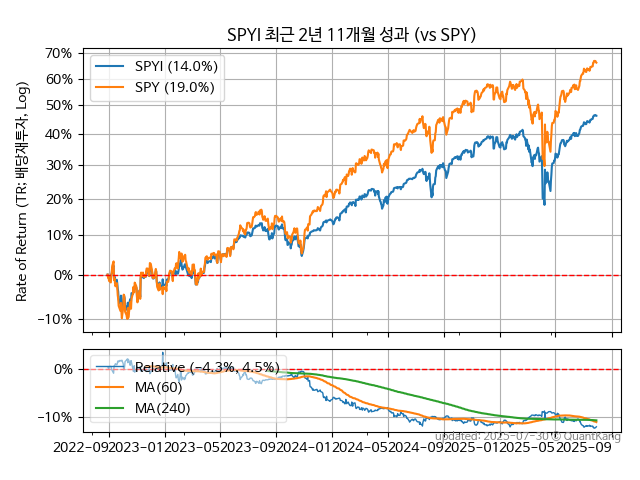 SPYI 최근 2년 11개월 성과 (vs SPY)
70%
60%
50%
40%
30%
20%
10%
0%
−10%
Rate of Return (TR: 배당재투자, Log)
SPYI (14.0%)
SPY (19.0%)
0%
−10%
Relative (−4.3%, 4.5%)
MA(60)
MA(240)
2022−09 2023−01 2023−05 2023−09 2024−01 2024−05 2024−09 2025−01 2025−05 2025−09
updated: 2025-07-30 © QuantKang